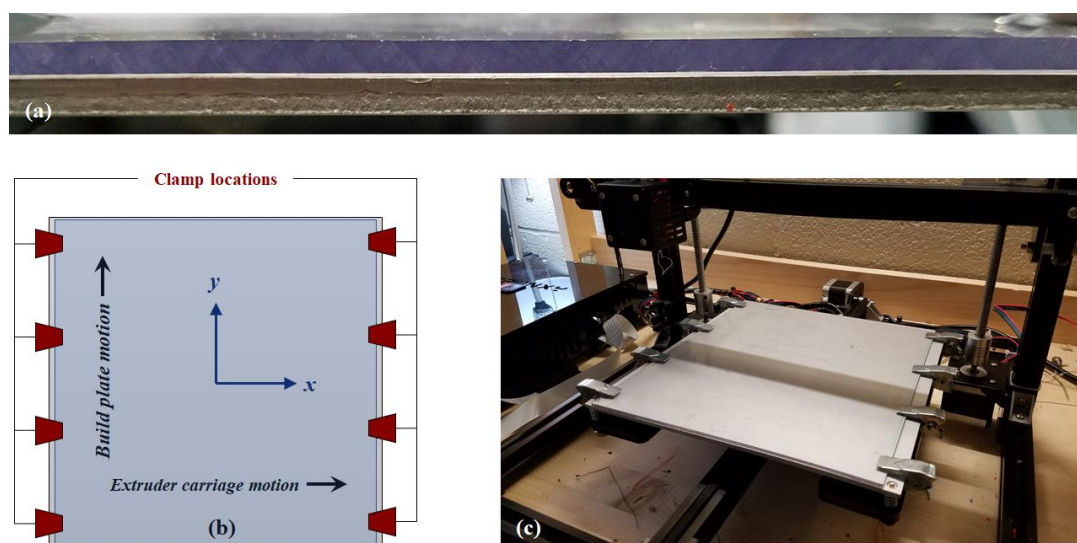 (a)
Clamp locations
Build plate motion
y
x
Extruder carriage motion
(b)
(c)